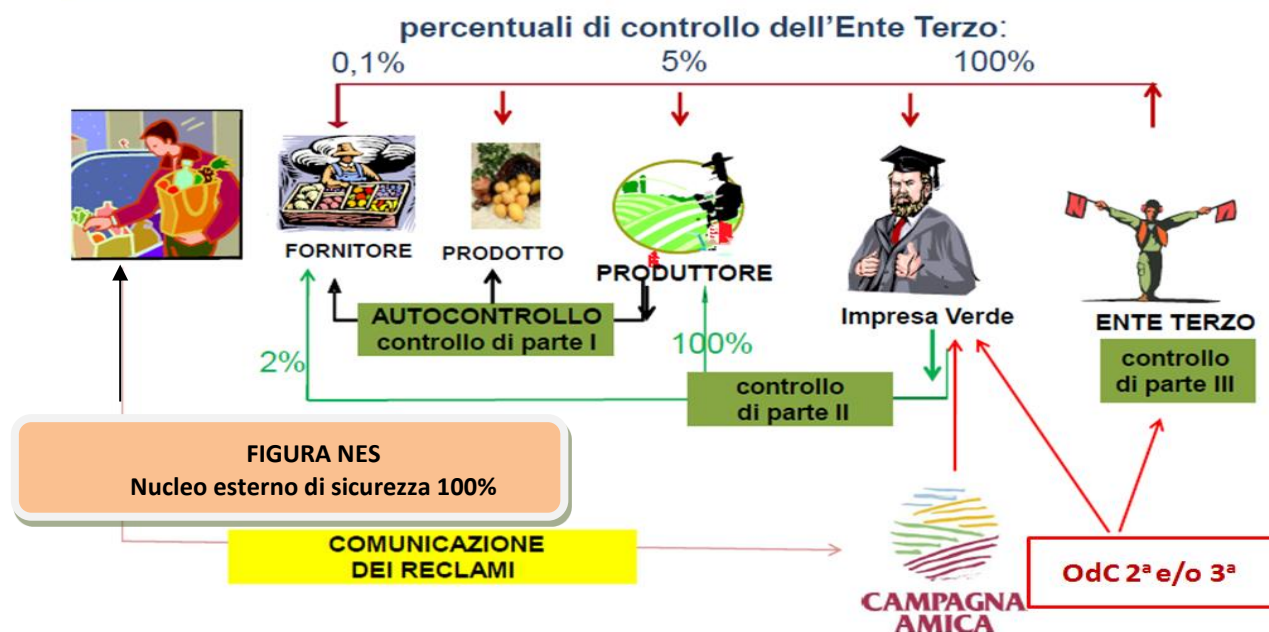 percentuali di controllo dell'Ente Terzo:
0,1% 5% 100%
FORNITORE
PRODOTTO
PRODUTTORE
Impresa Verde
ENTE TERZO
AUTOCONTROLLO
controllo di parte I
100%
2%
controllo
di parte II
controllo
di parte III
FIGURA NES
Nucleo esterno di sicurezza 100%
COMUNICAZIONE
DEI RECLAMI
CAMPAGNA
AMICA
OdC 2ª e/o 3ª